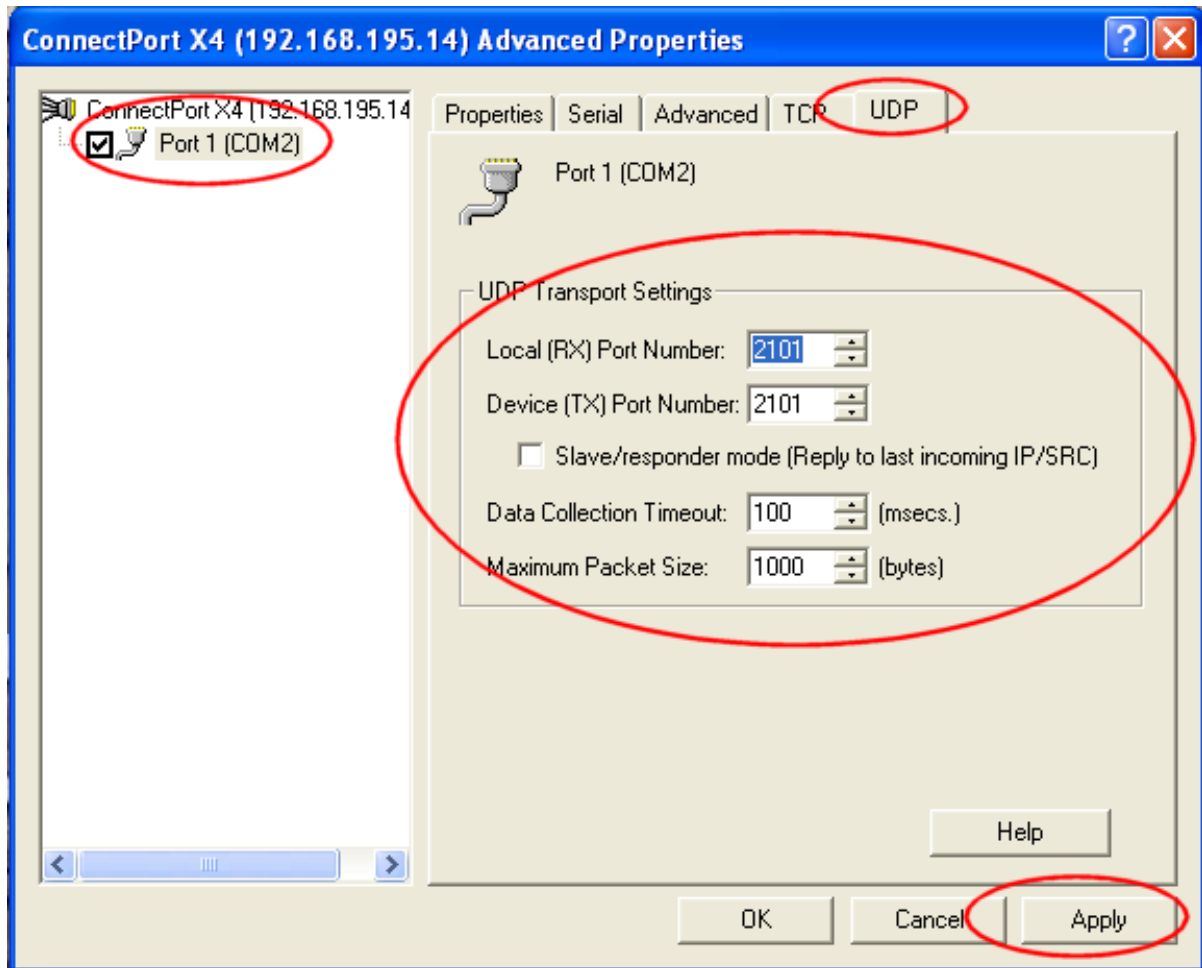 ConnectPort X4 (192.168.195.14) Advanced Properties
ConnectPort X4 (192.168.195.14
Port 1 (COM2)
Properties
Serial
Advanced
TCP
UDP
Port 1 (COM2)
UDP Transport Settings
Local (RX) Port Number: 2101
Device (TX) Port Number: 2101
Slave/responder mode (Reply to last incoming IP/SRC)
Data Collection Timeout: 100 (msecs.)
Maximum Packet Size: 1000 (bytes)
Help
OK
Cancel
Apply